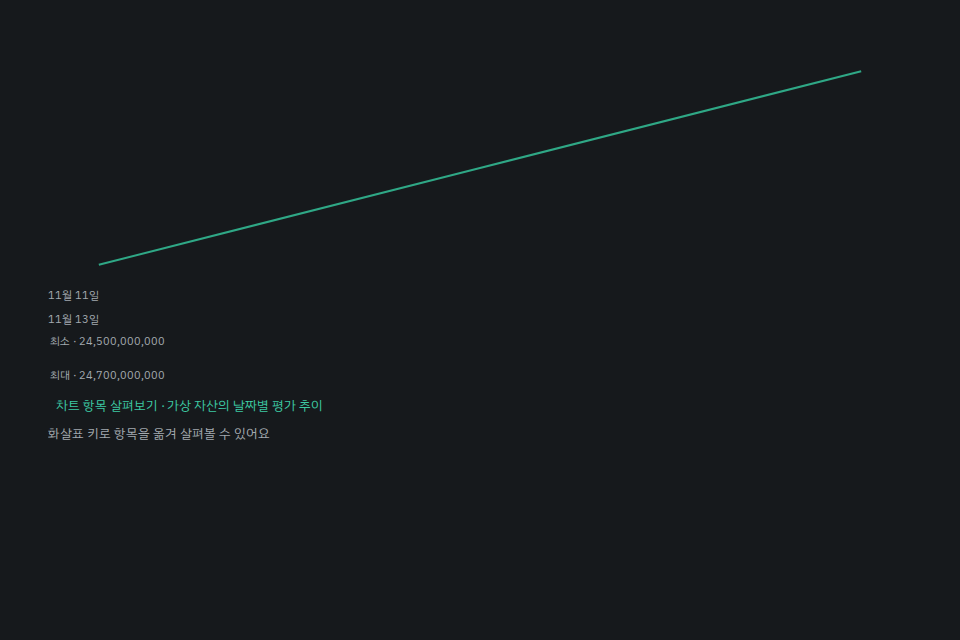 11월 11일
11월 13일
최소 · 24,500,000,000
최대 · 24,700,000,000
차트 항목 살펴보기 · 가상 자산의 날짜별 평가 추이
화살표 키로 항목을 옮겨 살펴볼 수 있어요